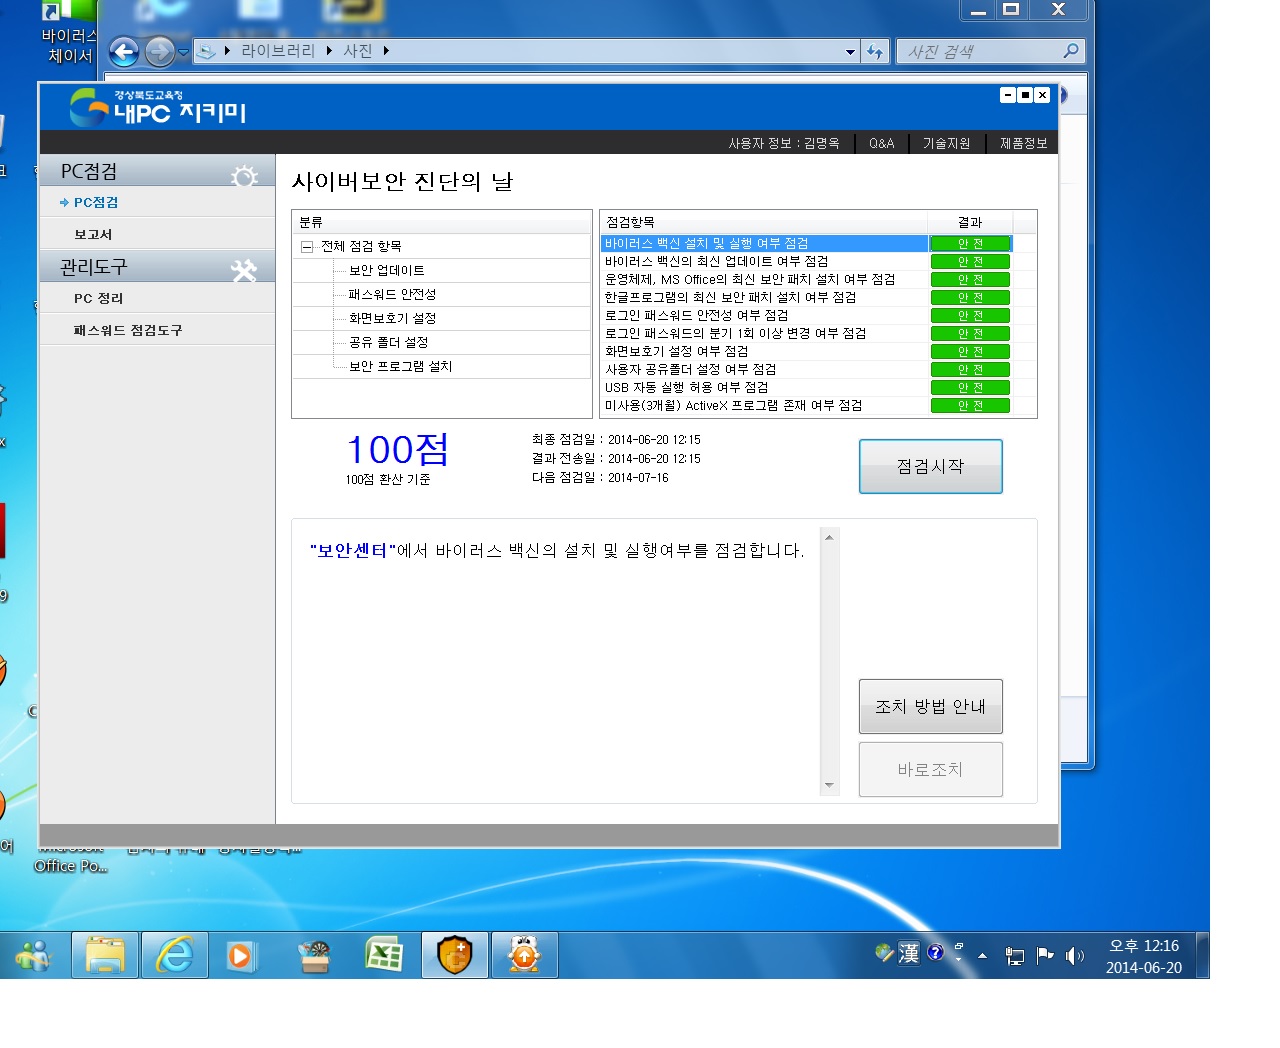 바이러스
체이서
라이브러리
사진
사진 검색
경상북도교육청
내PC 지키미
사용자 정보 : 김명옥
Q&A
기술지원
제품정보
PC점검
PC점검
보고서
관리도구
PC 정리
패스워드 점검도구
사이버보안 진단의 날
분류
전체 점검 항목
보안 업데이트
패스워드 안전성
화면보호기 설정
공유 폴더 설정
보안 프로그램 설치
점검항목 결과
바이러스 백신 설치 및 실행 여부 점검 안 전
바이러스 백신의 최신 업데이트 여부 점검 안 전
운영체제, MS Office의 최신 보안 패치 설치 여부 점검 안 전
한글프로그램의 최신 보안 패치 설치 여부 점검 안 전
로그인 패스워드 안전성 여부 점검 안 전
로그인 패스워드의 분기 1회 이상 변경 여부 점검 안 전
화면보호기 설정 여부 점검 안 전
사용자 공유폴더 설정 여부 점검 안 전
USB 자동 실행 허용 여부 점검 안 전
미사용(3개월) ActiveX 프로그램 존재 여부 점검 안 전
100점
100점 환산 기준
최종 점검일 : 2014-06-20 12:15
결과 전송일 : 2014-06-20 12:15
다음 점검일 : 2014-07-16
점검시작
"보안센터"에서 바이러스 백신의 설치 및 실행여부를 점검합니다.
조치 방법 안내
바로조치
Microsoft
Office Po...
漢
오후 12:16
2014-06-20